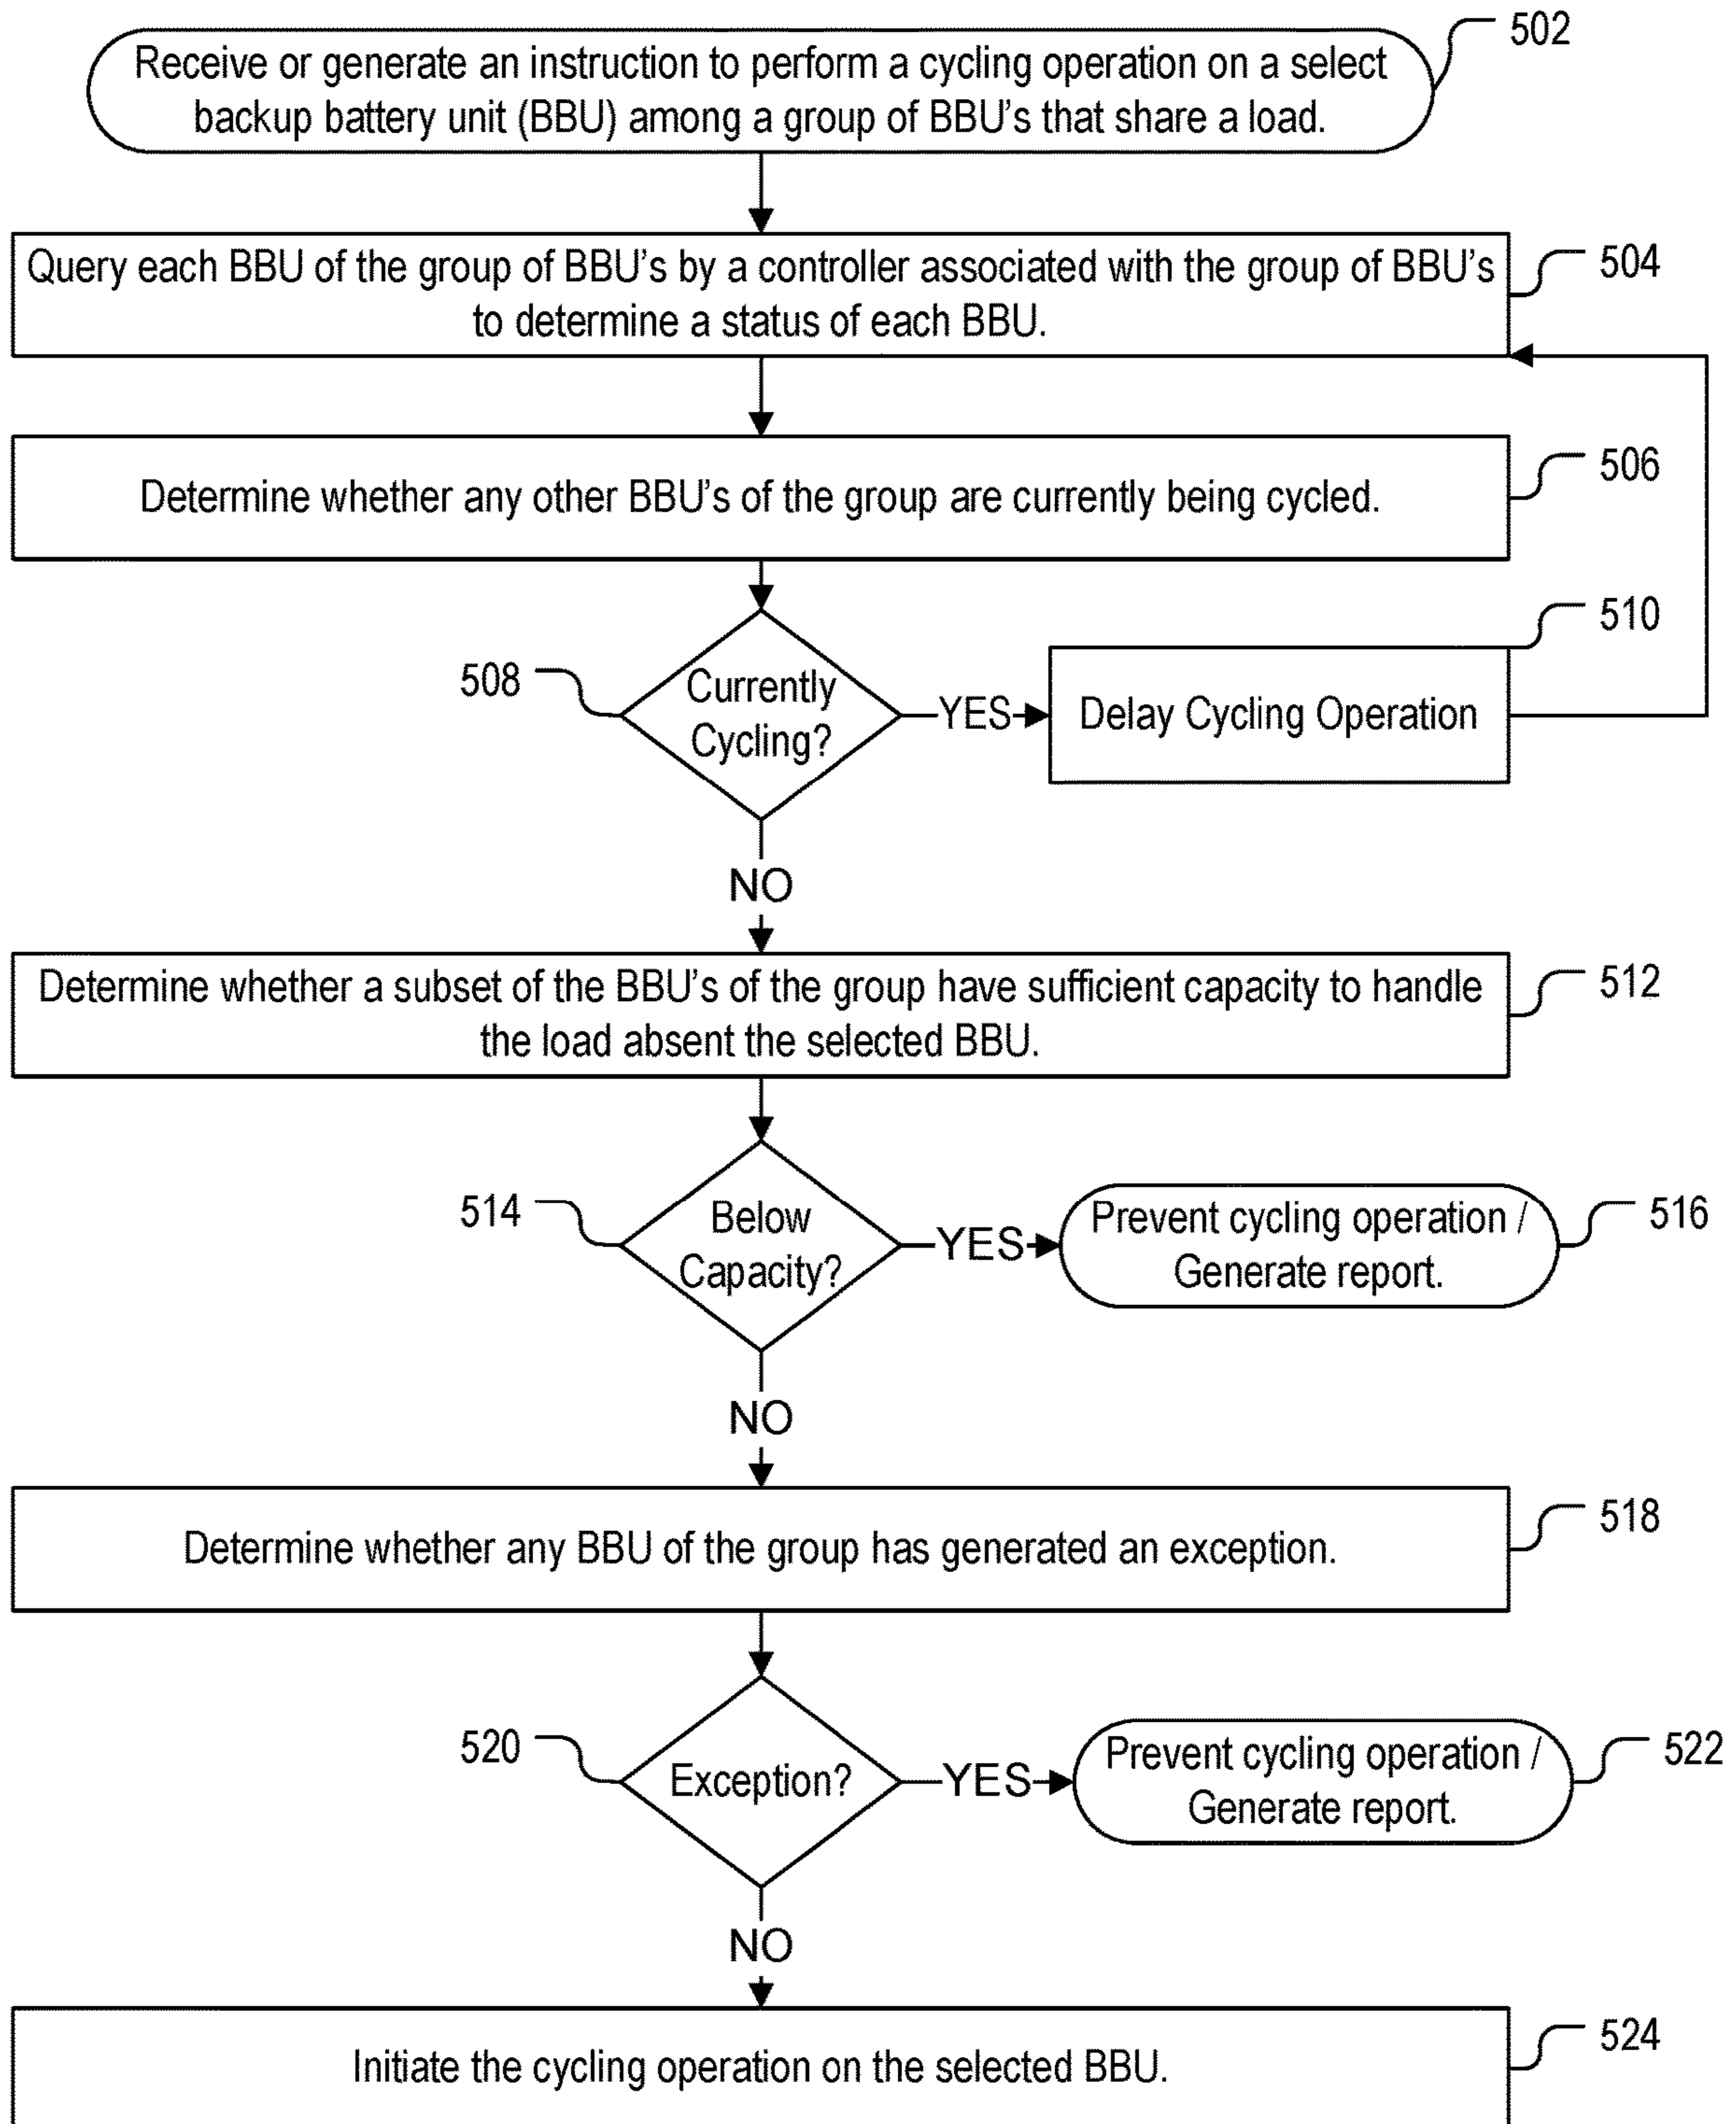 502
Receive or generate an instruction to perform a cycling operation on a select
backup battery unit (BBU) among a group of BBU's that share a load.
504
Query each BBU of the group of BBU's by a controller associated with the group of BBU's
to determine a status of each BBU.
506
Determine whether any other BBU's of the group are currently being cycled.
510
508
Currently
Cycling?
YES
Delay Cycling Operation
NO
512
Determine whether a subset of the BBU's of the group have sufficient capacity to handle
the load absent the selected BBU.
514
Below
Capacity?
YES
Prevent cycling operation /
Generate report.
516
NO
518
Determine whether any BBU of the group has generated an exception.
520
Exception?
YES
Prevent cycling operation /
Generate report.
522
NO
524
Initiate the cycling operation on the selected BBU.